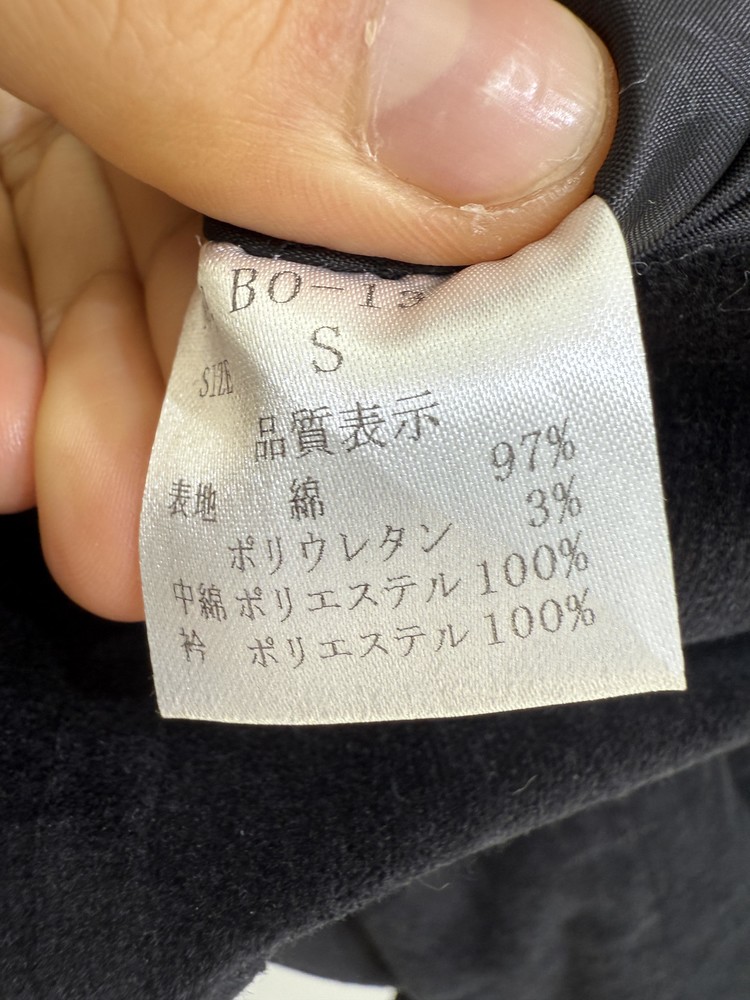 BO-13
SIZE S
品質表示
表地 綿 97%
ポリウレタン 3%
中綿 ポリエステル 100%
衿 ポリエステル 100%